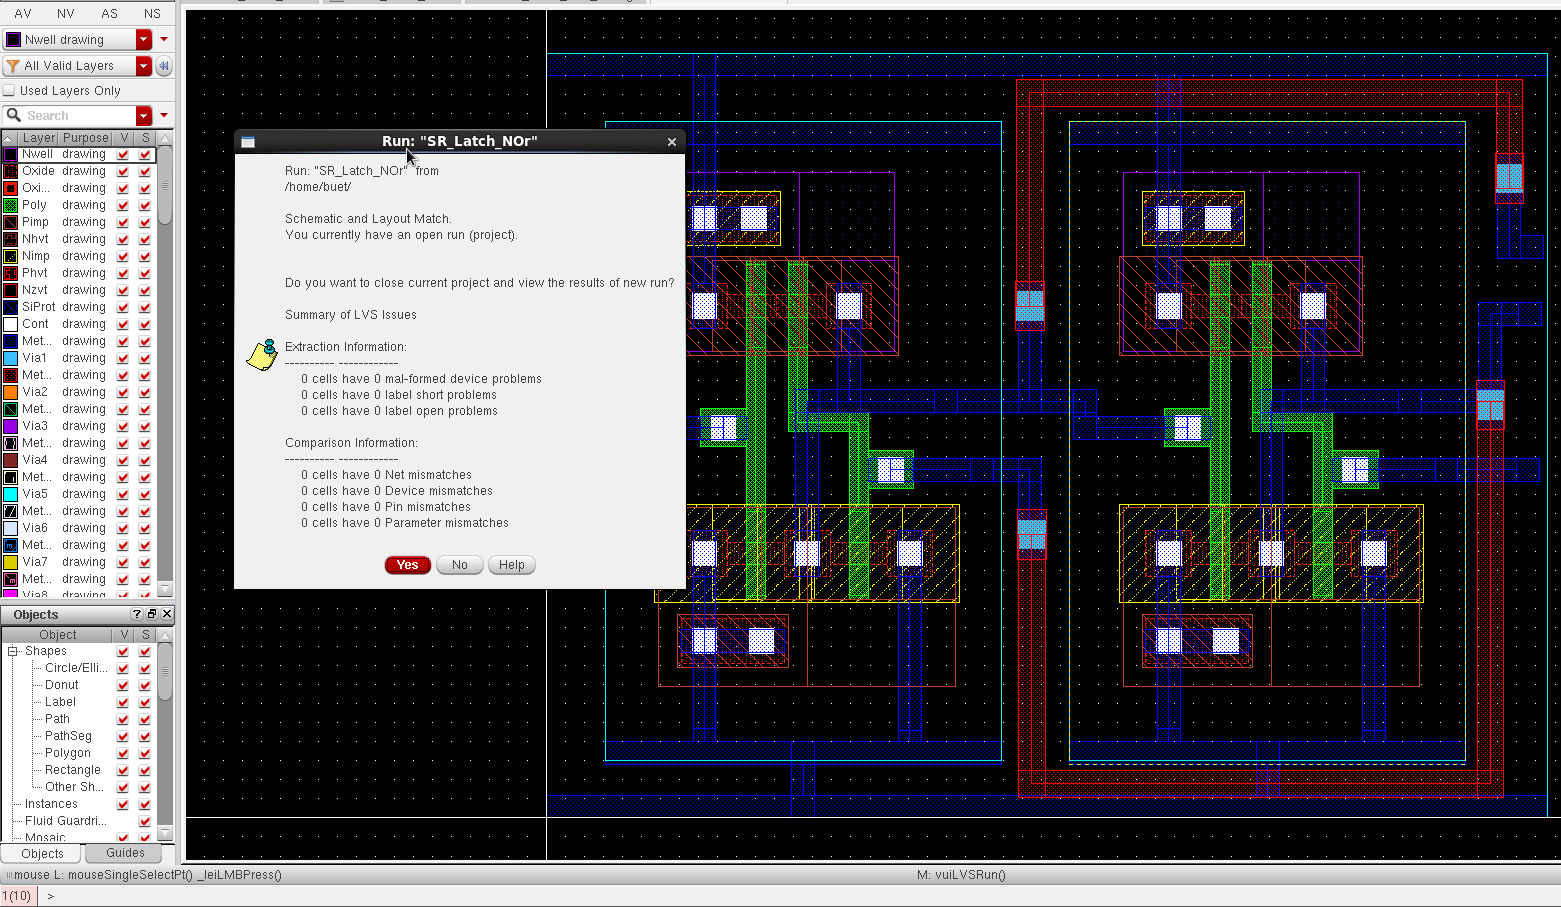 AV NV AS NS
Nwell drawing
All Valid Layers
Used Layers Only
Search
Layer Purpose V S
Nwell drawing
Oxide drawing
Oxi... drawing
Poly drawing
Pimp drawing
Nhvt drawing
Nimp drawing
Phvt drawing
Nzvt drawing
SiProt drawing
Cont drawing
Met... drawing
Via1 drawing
Met... drawing
Via2 drawing
Met... drawing
Via3 drawing
Met... drawing
Via4 drawing
Met... drawing
Via5 drawing
Met... drawing
Via6 drawing
Met... drawing
Via7 drawing
Met... drawing
Via8 drawing
Objects
Object V S
Shapes
Circle/Elli...
Donut
Label
Path
PathSeg
Polygon
Rectangle
Other Sh...
Instances
Fluid Guardri...
Mosaic
Objects Guides
Run: "SR_Latch_NOr"
Run: "SR_Latch_NOr" from
/home/buet/
Schematic and Layout Match.
You currently have an open run (project).
Do you want to close current project and view the results of new run?
Summary of LVS Issues
Extraction Information:
---------- ------------
0 cells have 0 mal-formed device problems
0 cells have 0 label short problems
0 cells have 0 label open problems
Comparison Information:
---------- ------------
0 cells have 0 Net mismatches
0 cells have 0 Device mismatches
0 cells have 0 Pin mismatches
0 cells have 0 Parameter mismatches
Yes No Help
mouse L: mouseSingleSelectPt() _leiLMBPress() M: vuiLVSRun()
1(10) >